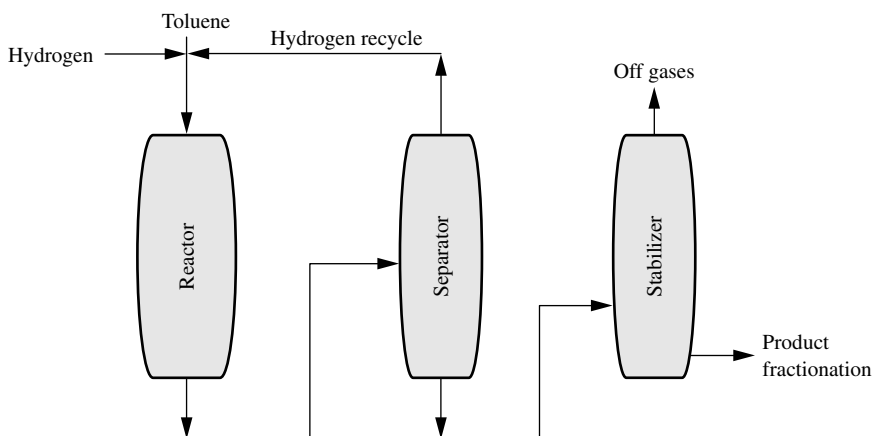 Toluene
Hydrogen
Hydrogen recycle
Off gases
Reactor
Separator
Stabilizer
Product
fractionation